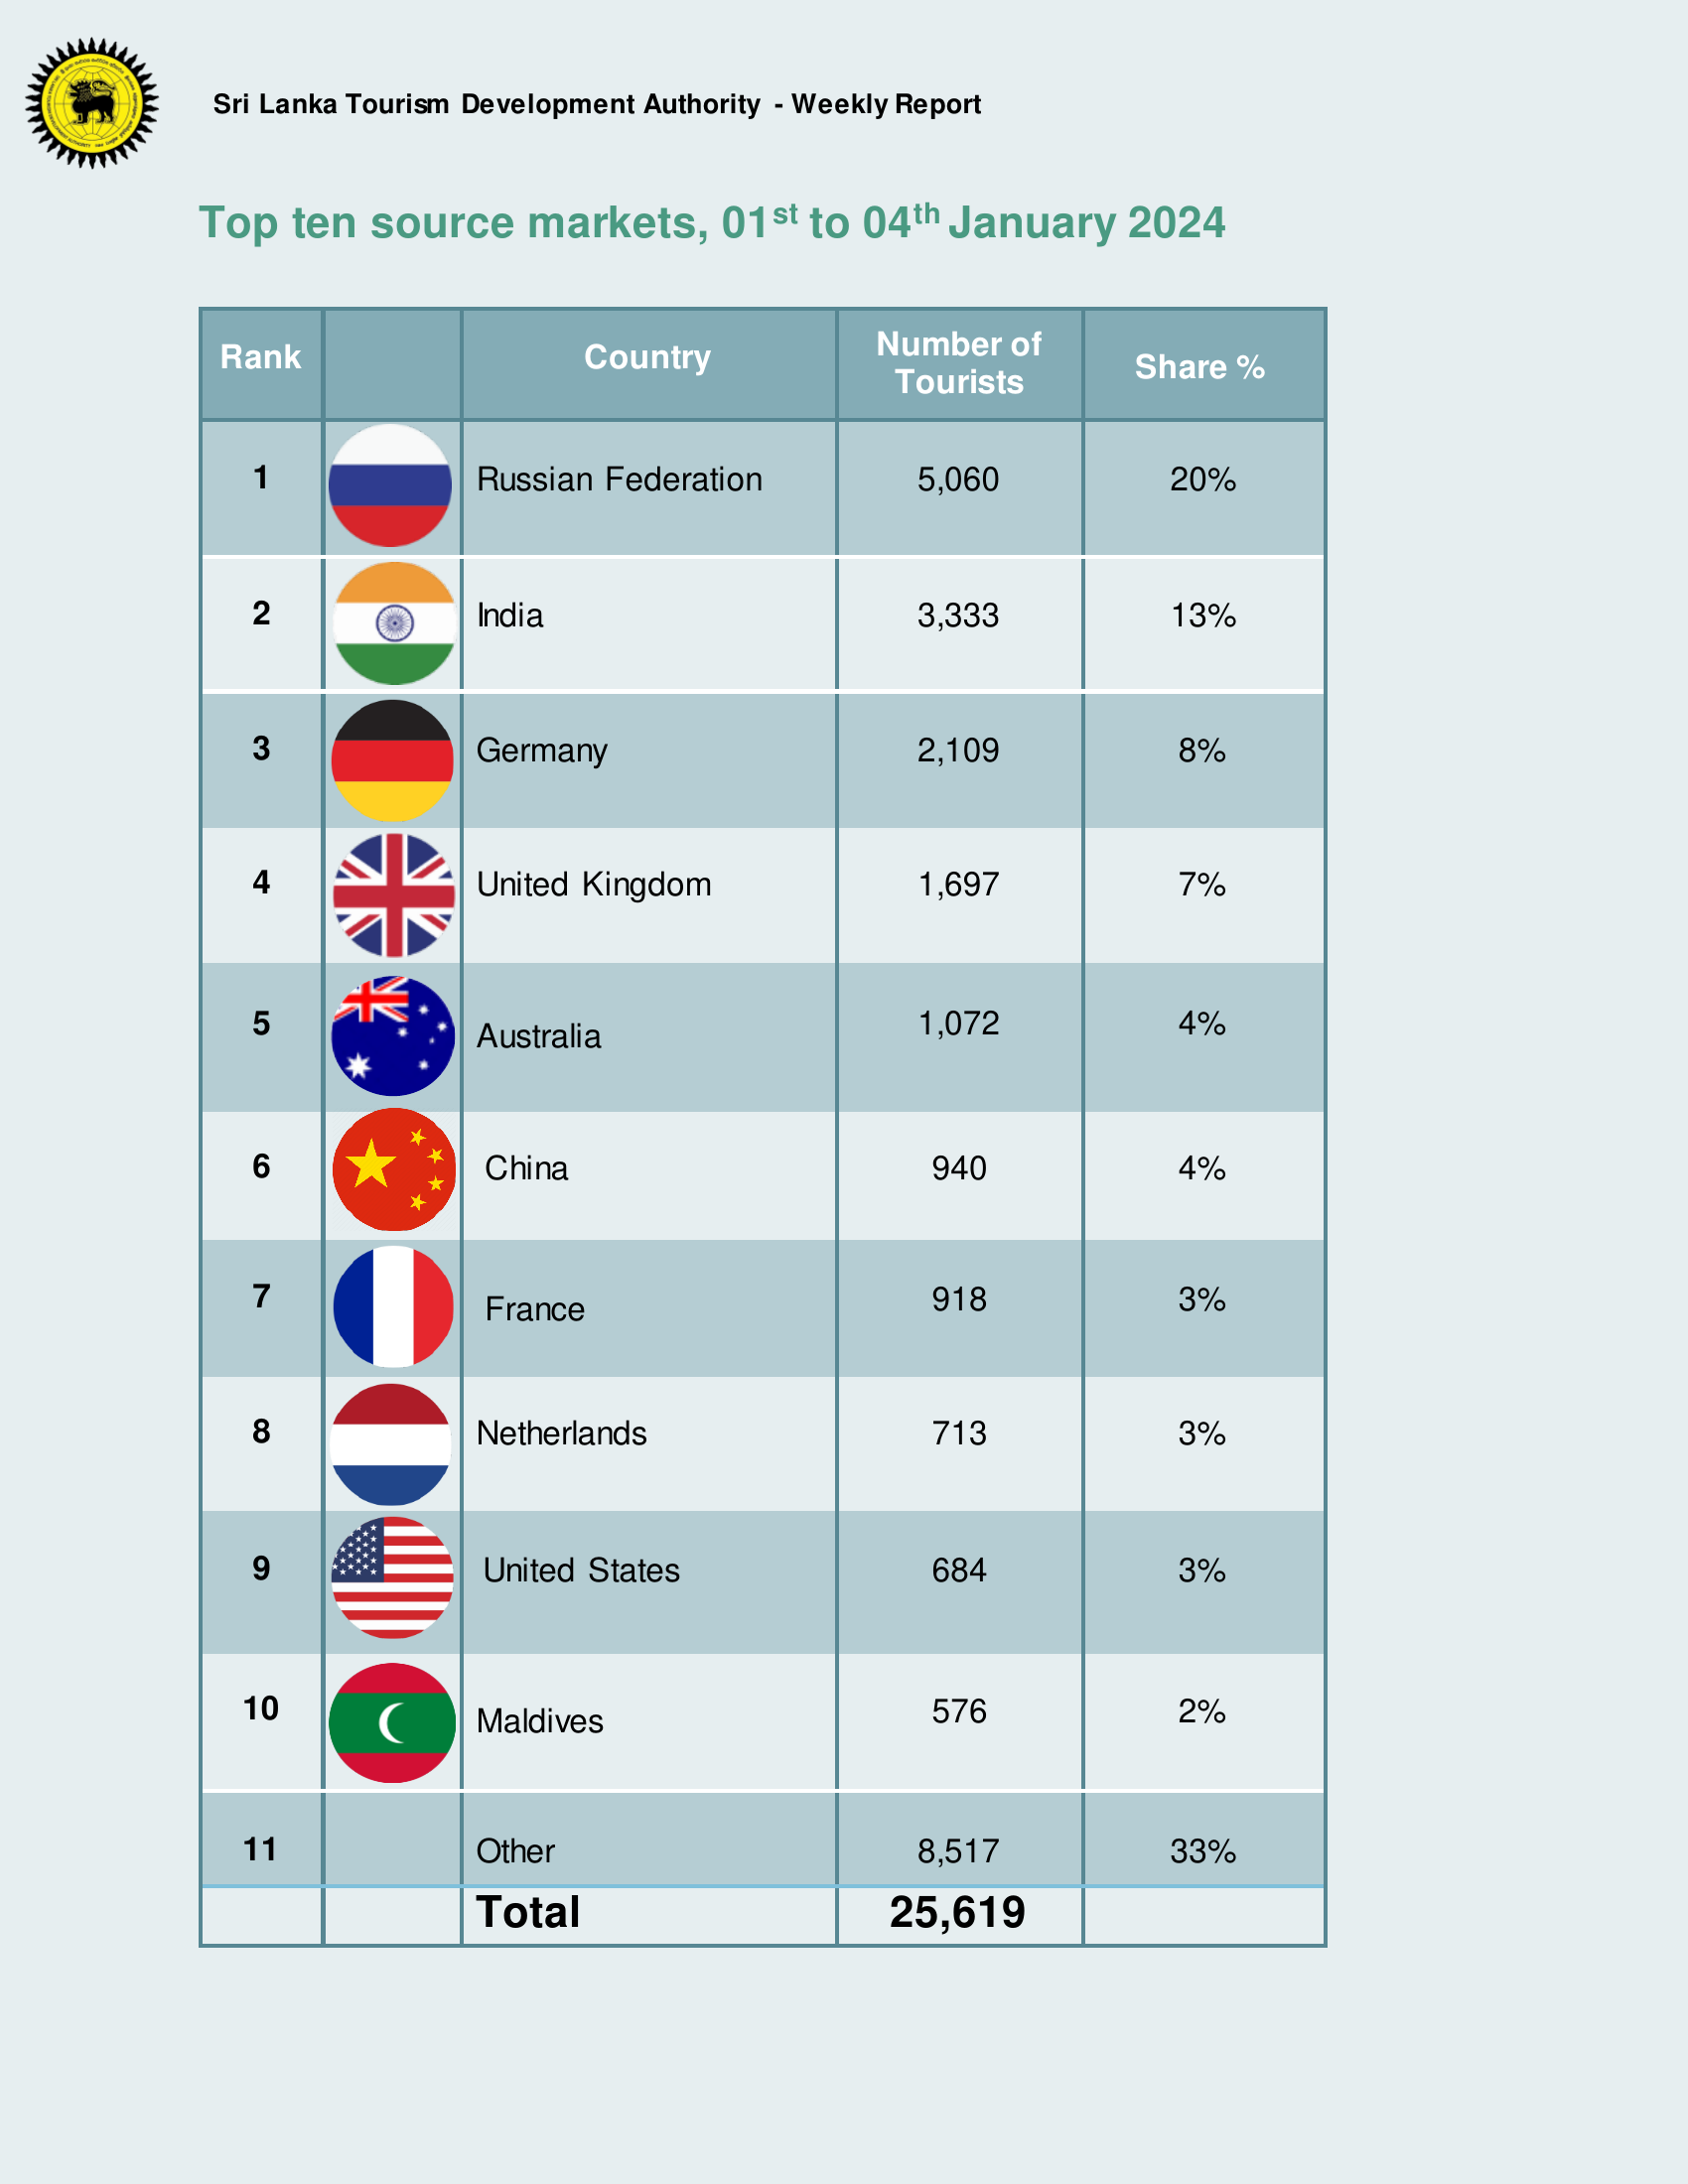 Sri Lanka Tourism Development Authority - Weekly Report
Top ten source markets, 01st to 04th January 2024
Rank Country Number of Tourists Share %
1 Russian Federation 5,060 20%
2 India 3,333 13%
3 Germany 2,109 8%
4 United Kingdom 1,697 7%
5 Australia 1,072 4%
6 China 940 4%
7 France 918 3%
8 Netherlands 713 3%
9 United States 684 3%
10 Maldives 576 2%
11 Other 8,517 33%
Total 25,619